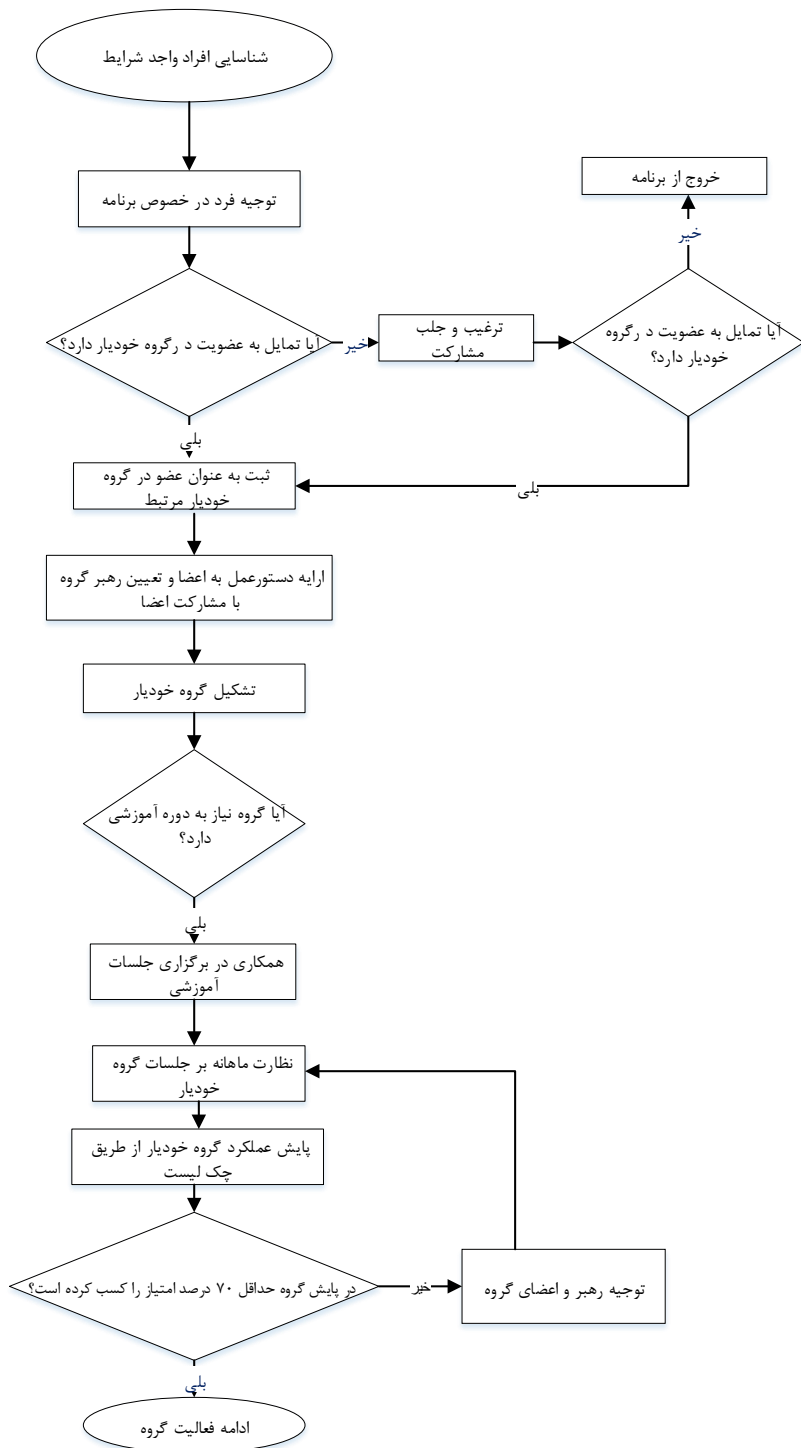 شناسایی افراد واجد شرایط
توجیه فرد در خصوص برنامه
خروج از برنامه
خیر
آیا تمایل به عضویت د رگروه خودیار دارد؟
خیر
ترغیب و جلب
مشارکت
آیا تمایل به عضویت د رگروه
خودیار دارد؟
بلی
ثبت به عنوان عضو در گروه
خودیار مرتبط
بلی
ارایه دستورعمل به اعضا و تعیین رهبر گروه
با مشارکت اعضا
تشکیل گروه خودیار
آیا گروه نیاز به دوره آموزشی
دارد؟
بلی
همکاری در برگزاری جلسات
آموزشی
نظارت ماهانه بر جلسات گروه
خودیار
پایش عملکرد گروه خودیار از طریق
چک لیست
در پایش گروه حداقل ۷۰ درصد امتیاز را کسب کرده است؟
خیر
توجیه رهبر و اعضای گروه
بلی
ادامه فعالیت گروه